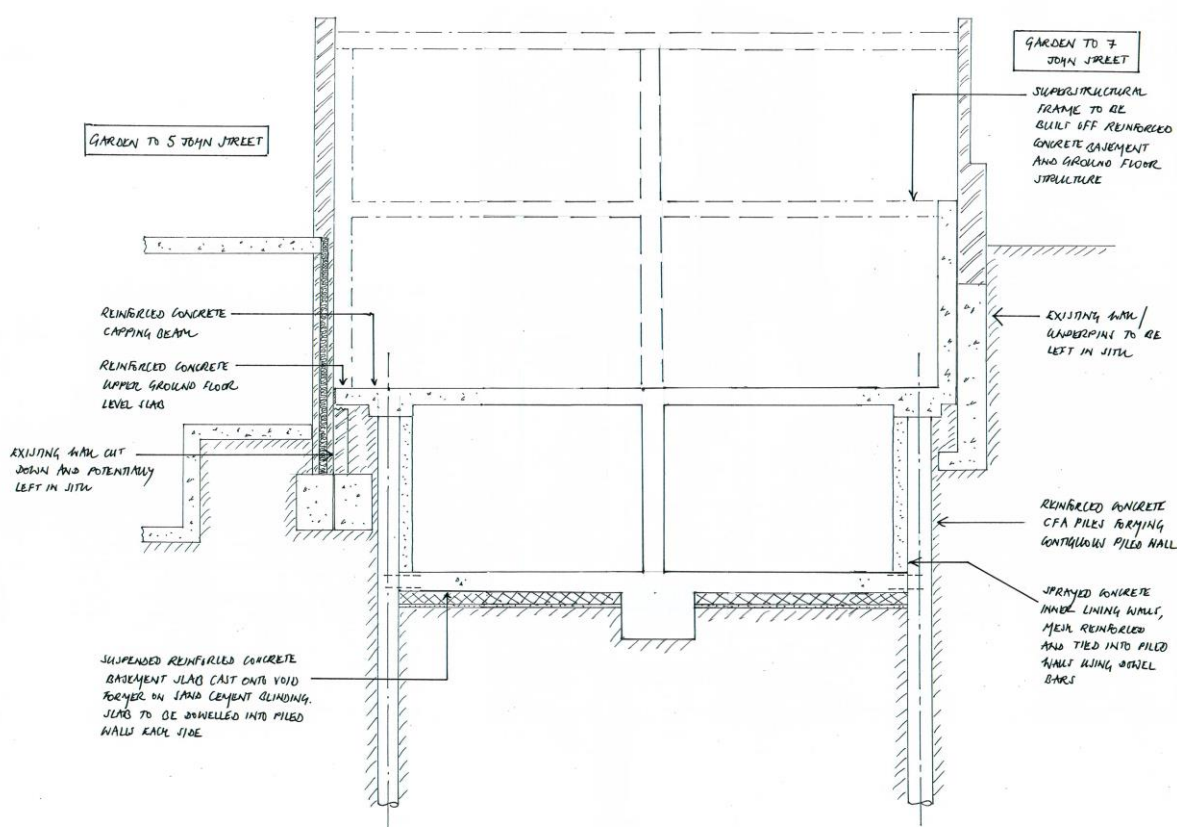 GARDEN TO 5 JOHN STREET
REINFORCED CONCRETE
CAPPING BEAM
REINFORCED CONCRETE
UPPER GROUND FLOOR
LEVEL SLAB
EXISTING WALL CUT
DOWN AND POTENTIALLY
LEFT IN SITU
SUSPENDED REINFORCED CONCRETE
BASEMENT SLAB CAST ONTO VOID
FORMER ON SAND CEMENT BLINDING.
SLAB TO BE DOWELLED INTO PILED
WALLS EACH SIDE
GARDEN TO 7
JOHN STREET
SUPERSTRUCTURAL
FRAME TO BE
BUILT OFF REINFORCED
CONCRETE BASEMENT
AND GROUND FLOOR
STRUCTURE
EXISTING WALL/
UNDERPINS TO BE
LEFT IN SITU
REINFORCED CONCRETE
CFA PILES FORMING
CONTIGUOUS PILED WALL
SPRAYED CONCRETE
INNER LINING WALLS,
MESH REINFORCED
AND TIED INTO PILED
WALLS USING DOWEL
BARS